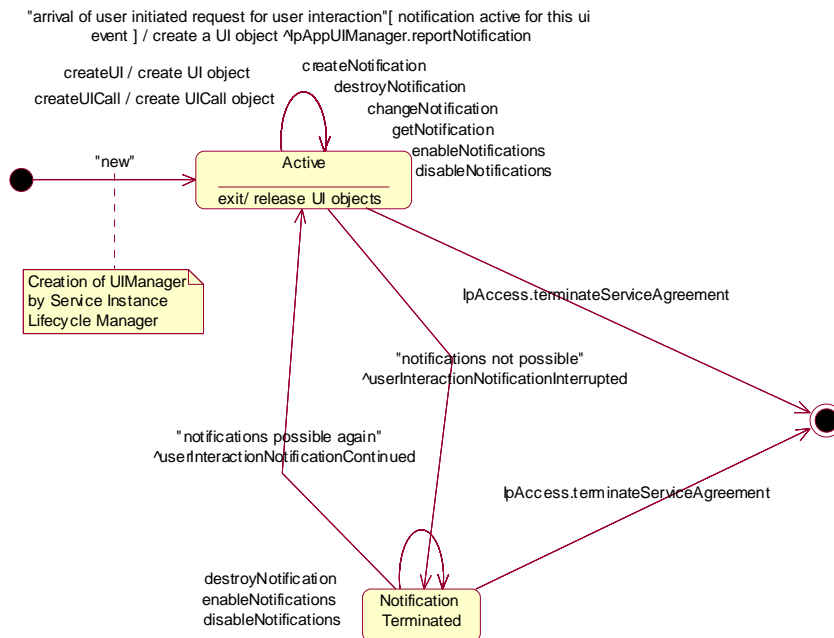 "arrival of user initiated request for user interaction"[ notification active for this ui
event ] / create a UI object ^IpAppUIManager.reportNotification
createUI / create UI object
createUICall / create UICall object
createNotification
destroyNotification
changeNotification
getNotification
enableNotifications
disableNotifications
"new"
Active
exit/ release UI objects
Creation of UIManager
by Service Instance
Lifecycle Manager
IpAccess.terminateServiceAgreement
"notifications not possible"
^userInteractionNotificationInterrupted
"notifications possible again"
^userInteractionNotificationContinued
IpAccess.terminateServiceAgreement
destroyNotification
enableNotifications
disableNotifications
Notification
Terminated